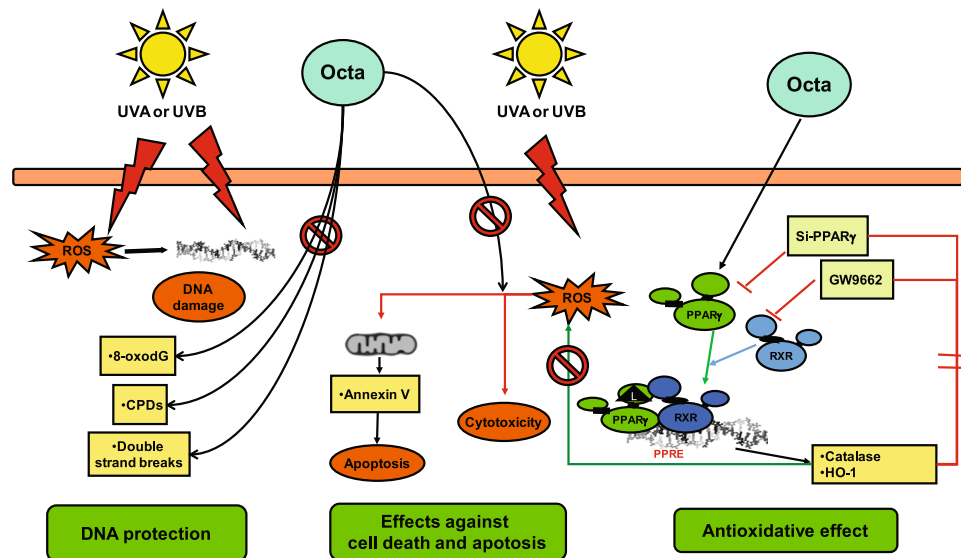 Octa
UVA or UVB
UVA or UVB
Octa
ROS
DNA
damage
•8-oxodG
•CPDs
•Double
strand breaks
•Annexin V
Apoptosis
Cytotoxicity
ROS
Si-PPARγ
GW9662
PPARγ
RXR
L
PPARγ
RXR
PPRE
•Catalase
•HO-1
DNA protection
Effects against
cell death and apotosis
Antioxidative effect